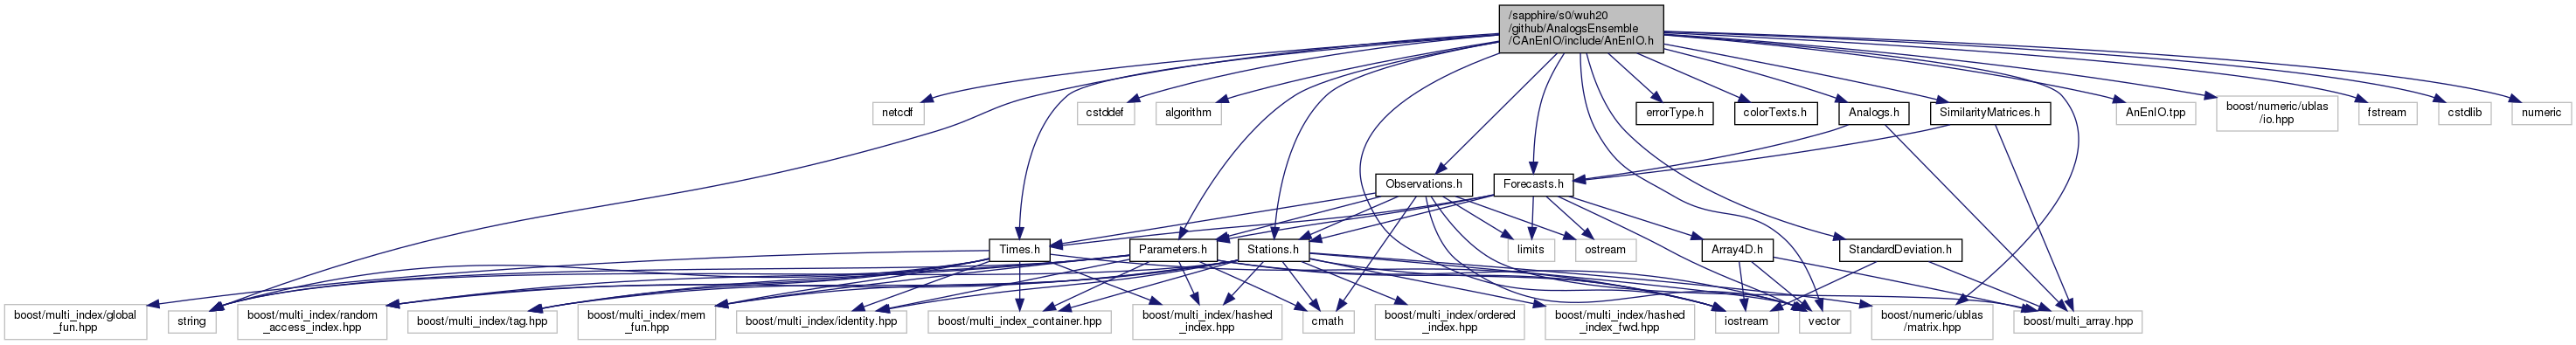 /sapphire/s0/wuh20
/github/AnalogsEnsemble
/CAnEnIO/include/AnEnIO.h
netcdf
cstddef
algorithm
errorType.h
colorTexts.h
Analogs.h
SimilarityMatrices.h
AnEnIO.tpp
boost/numeric/ublas
/io.hpp
fstream
cstdlib
numeric
Observations.h
Forecasts.h
Times.h
Parameters.h
Stations.h
limits
ostream
Array4D.h
StandardDeviation.h
boost/multi_index/global
_fun.hpp
string
boost/multi_index/random
_access_index.hpp
boost/multi_index/tag.hpp
boost/multi_index/mem
_fun.hpp
boost/multi_index/identity.hpp
boost/multi_index_container.hpp
boost/multi_index/hashed
_index.hpp
cmath
boost/multi_index/ordered
_index.hpp
boost/multi_index/hashed
_index_fwd.hpp
iostream
vector
boost/numeric/ublas
/matrix.hpp
boost/multi_array.hpp